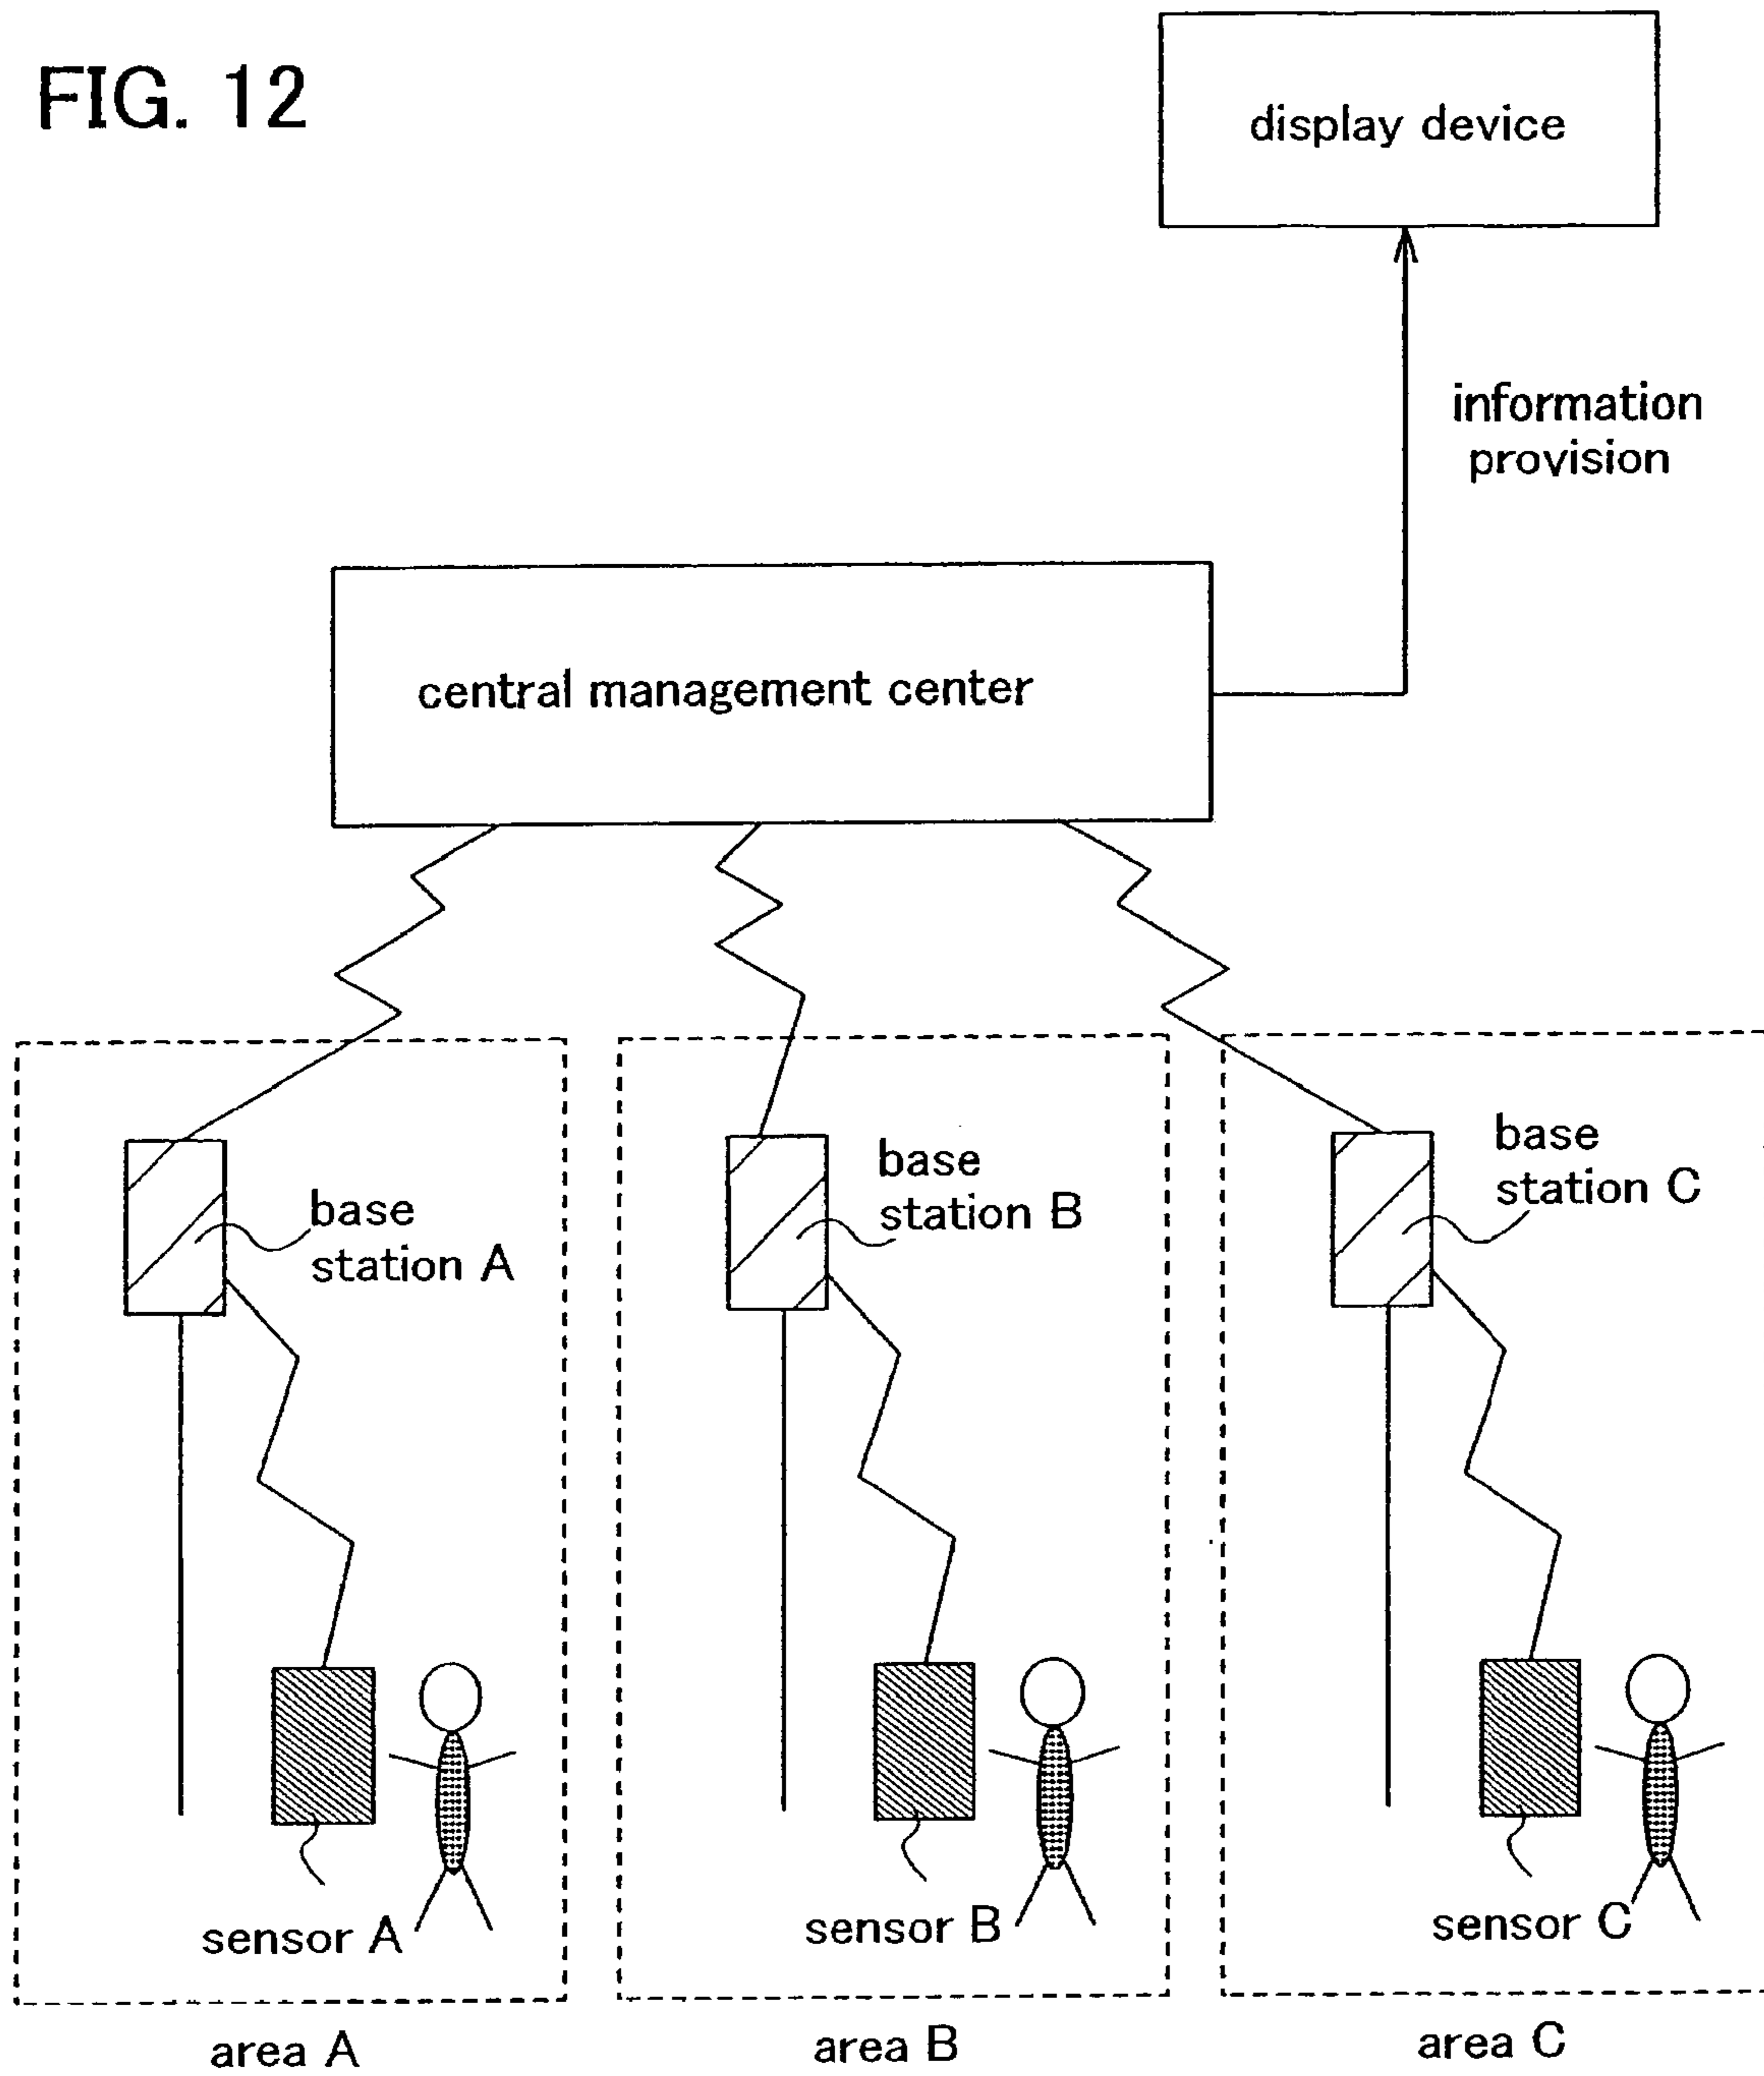 FIG. 12
display device
information
provision
central management center
base
station A
base
station B
base
station C
sensor A
sensor B
sensor C
area A
area B
area C